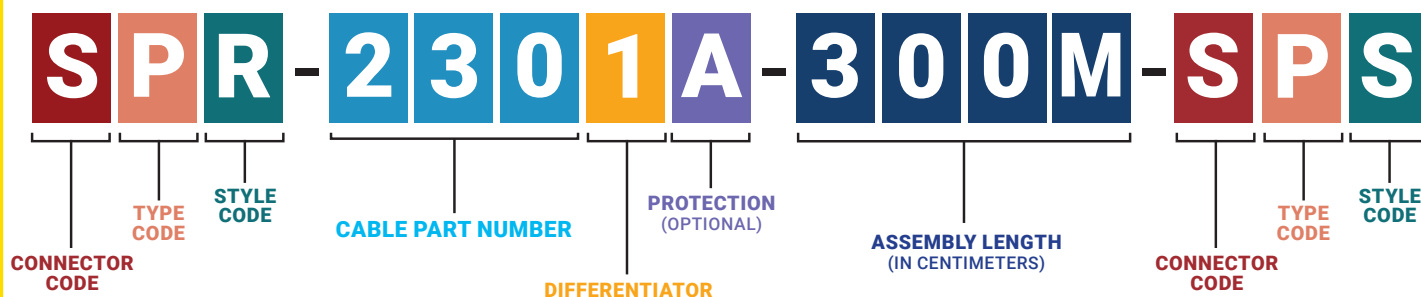 SPR-2301A-300M-SPS
CONNECTOR
CODE
TYPE
CODE
STYLE
CODE
CABLE PART NUMBER
DIFFERENTIATOR
PROTECTION
(OPTIONAL)
ASSEMBLY LENGTH
(IN CENTIMETERS)
CONNECTOR
CODE
TYPE
CODE
STYLE
CODE